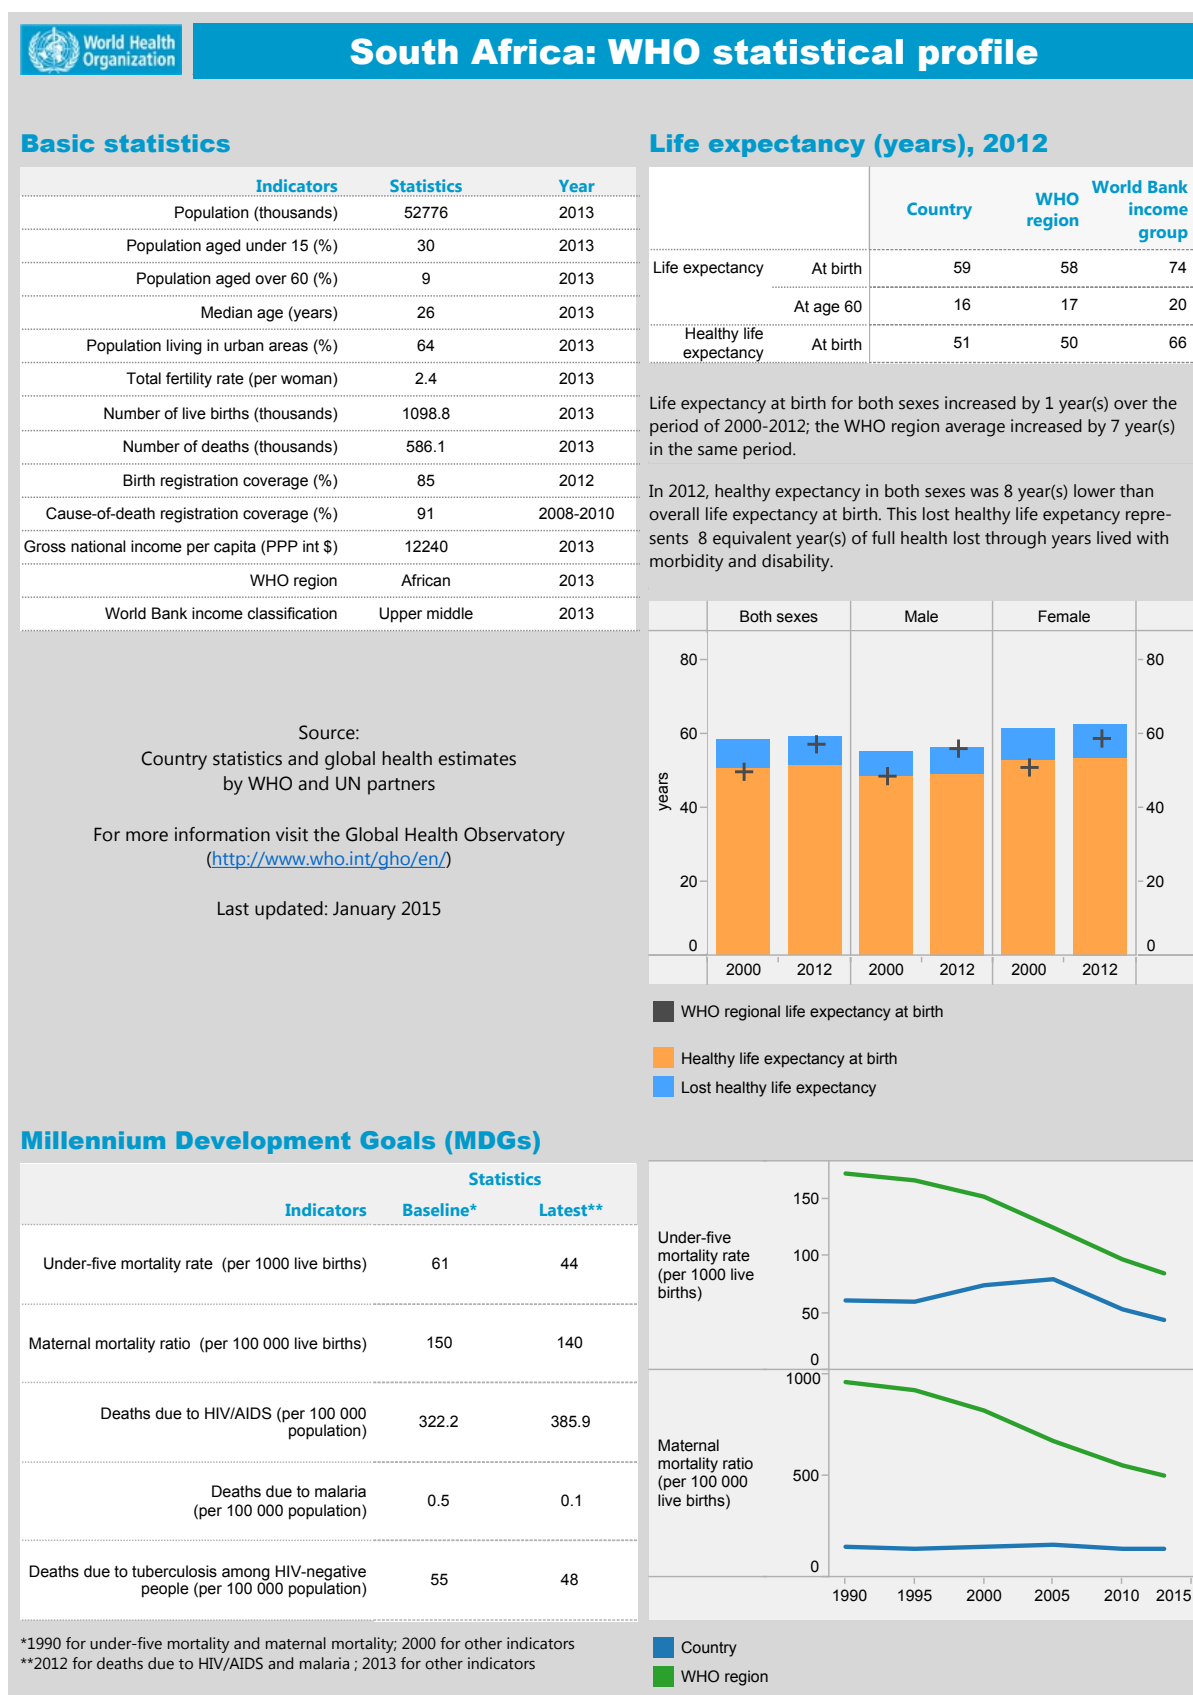 World Health
Organization
South Africa: WHO statistical profile
Basic statistics
Indicators Statistics Year
Population (thousands) 52776 2013
Population aged under 15 (%) 30 2013
Population aged over 60 (%) 9 2013
Median age (years) 26 2013
Population living in urban areas (%) 64 2013
Total fertility rate (per woman) 2.4 2013
Number of live births (thousands) 1098.8 2013
Number of deaths (thousands) 586.1 2013
Birth registration coverage (%) 85 2012
Cause-of-death registration coverage (%) 91 2008-2010
Gross national income per capita (PPP int $) 12240 2013
WHO region African 2013
World Bank income classification Upper middle 2013
Source:
Country statistics and global health estimates
by WHO and UN partners
For more information visit the Global Health Observatory
(http://www.who.int/gho/en/)
Last updated: January 2015
Life expectancy (years), 2012
Country WHO region World Bank income group
Life expectancy At birth 59 58 74
At age 60 16 17 20
Healthy life expectancy At birth 51 50 66
Life expectancy at birth for both sexes increased by 1 year(s) over the
period of 2000-2012; the WHO region average increased by 7 year(s)
in the same period.
In 2012, healthy expectancy in both sexes was 8 year(s) lower than
overall life expectancy at birth. This lost healthy life expetancy repre-
sents 8 equivalent year(s) of full health lost through years lived with
morbidity and disability.
Both sexes Male Female
80 80
60 60
years
40 40
20 20
0 0
2000 2012 2000 2012 2000 2012
WHO regional life expectancy at birth
Healthy life expectancy at birth
Lost healthy life expectancy
Millennium Development Goals (MDGs)
Statistics
Indicators Baseline* Latest**
Under-five mortality rate (per 1000 live births) 61 44
Maternal mortality ratio (per 100 000 live births) 150 140
Deaths due to HIV/AIDS (per 100 000
population) 322.2 385.9
Deaths due to malaria
(per 100 000 population) 0.5 0.1
Deaths due to tuberculosis among HIV-negative
people (per 100 000 population) 55 48
*1990 for under-five mortality and maternal mortality; 2000 for other indicators
**2012 for deaths due to HIV/AIDS and malaria ; 2013 for other indicators
Under-five
mortality rate
(per 1000 live
births)
150
100
50
0
Maternal
mortality ratio
(per 100 000
live births)
1000
500
0
1990 1995 2000 2005 2010 2015
Country
WHO region